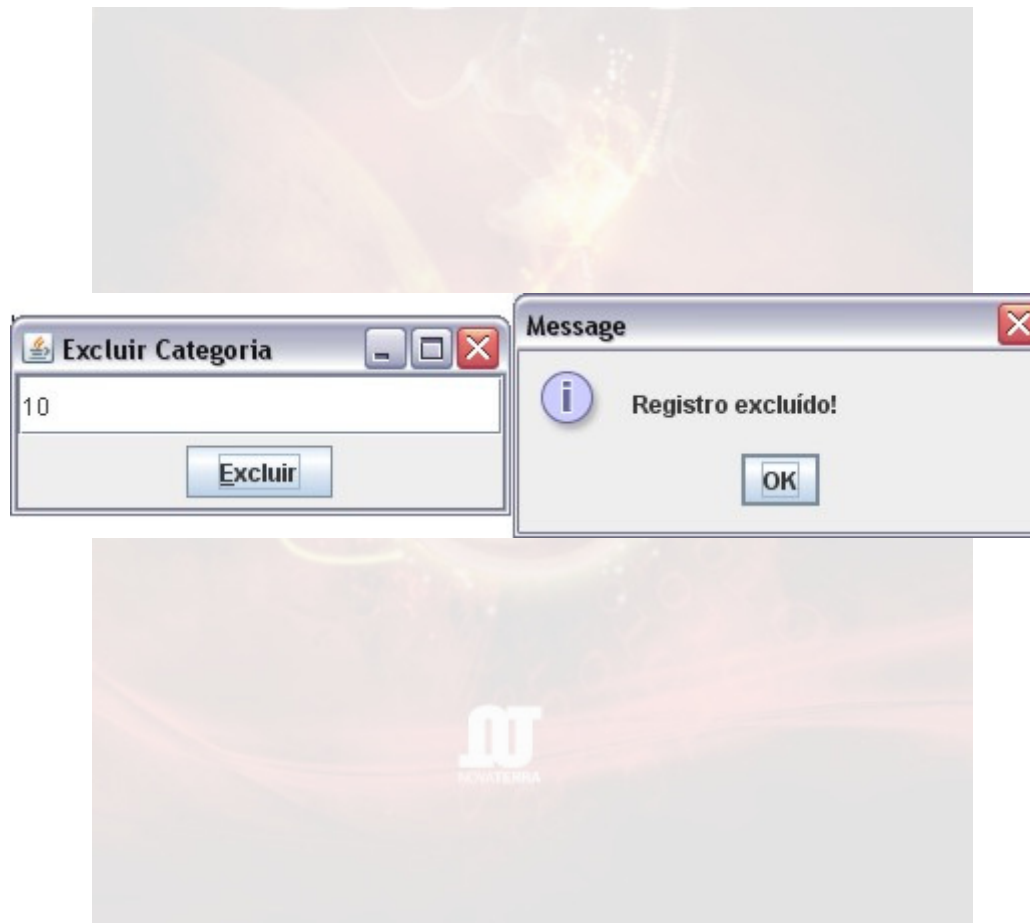 Excluir Categoria
10
Excluir
Message
i
Registro excluído!
OK
NOVATERRA